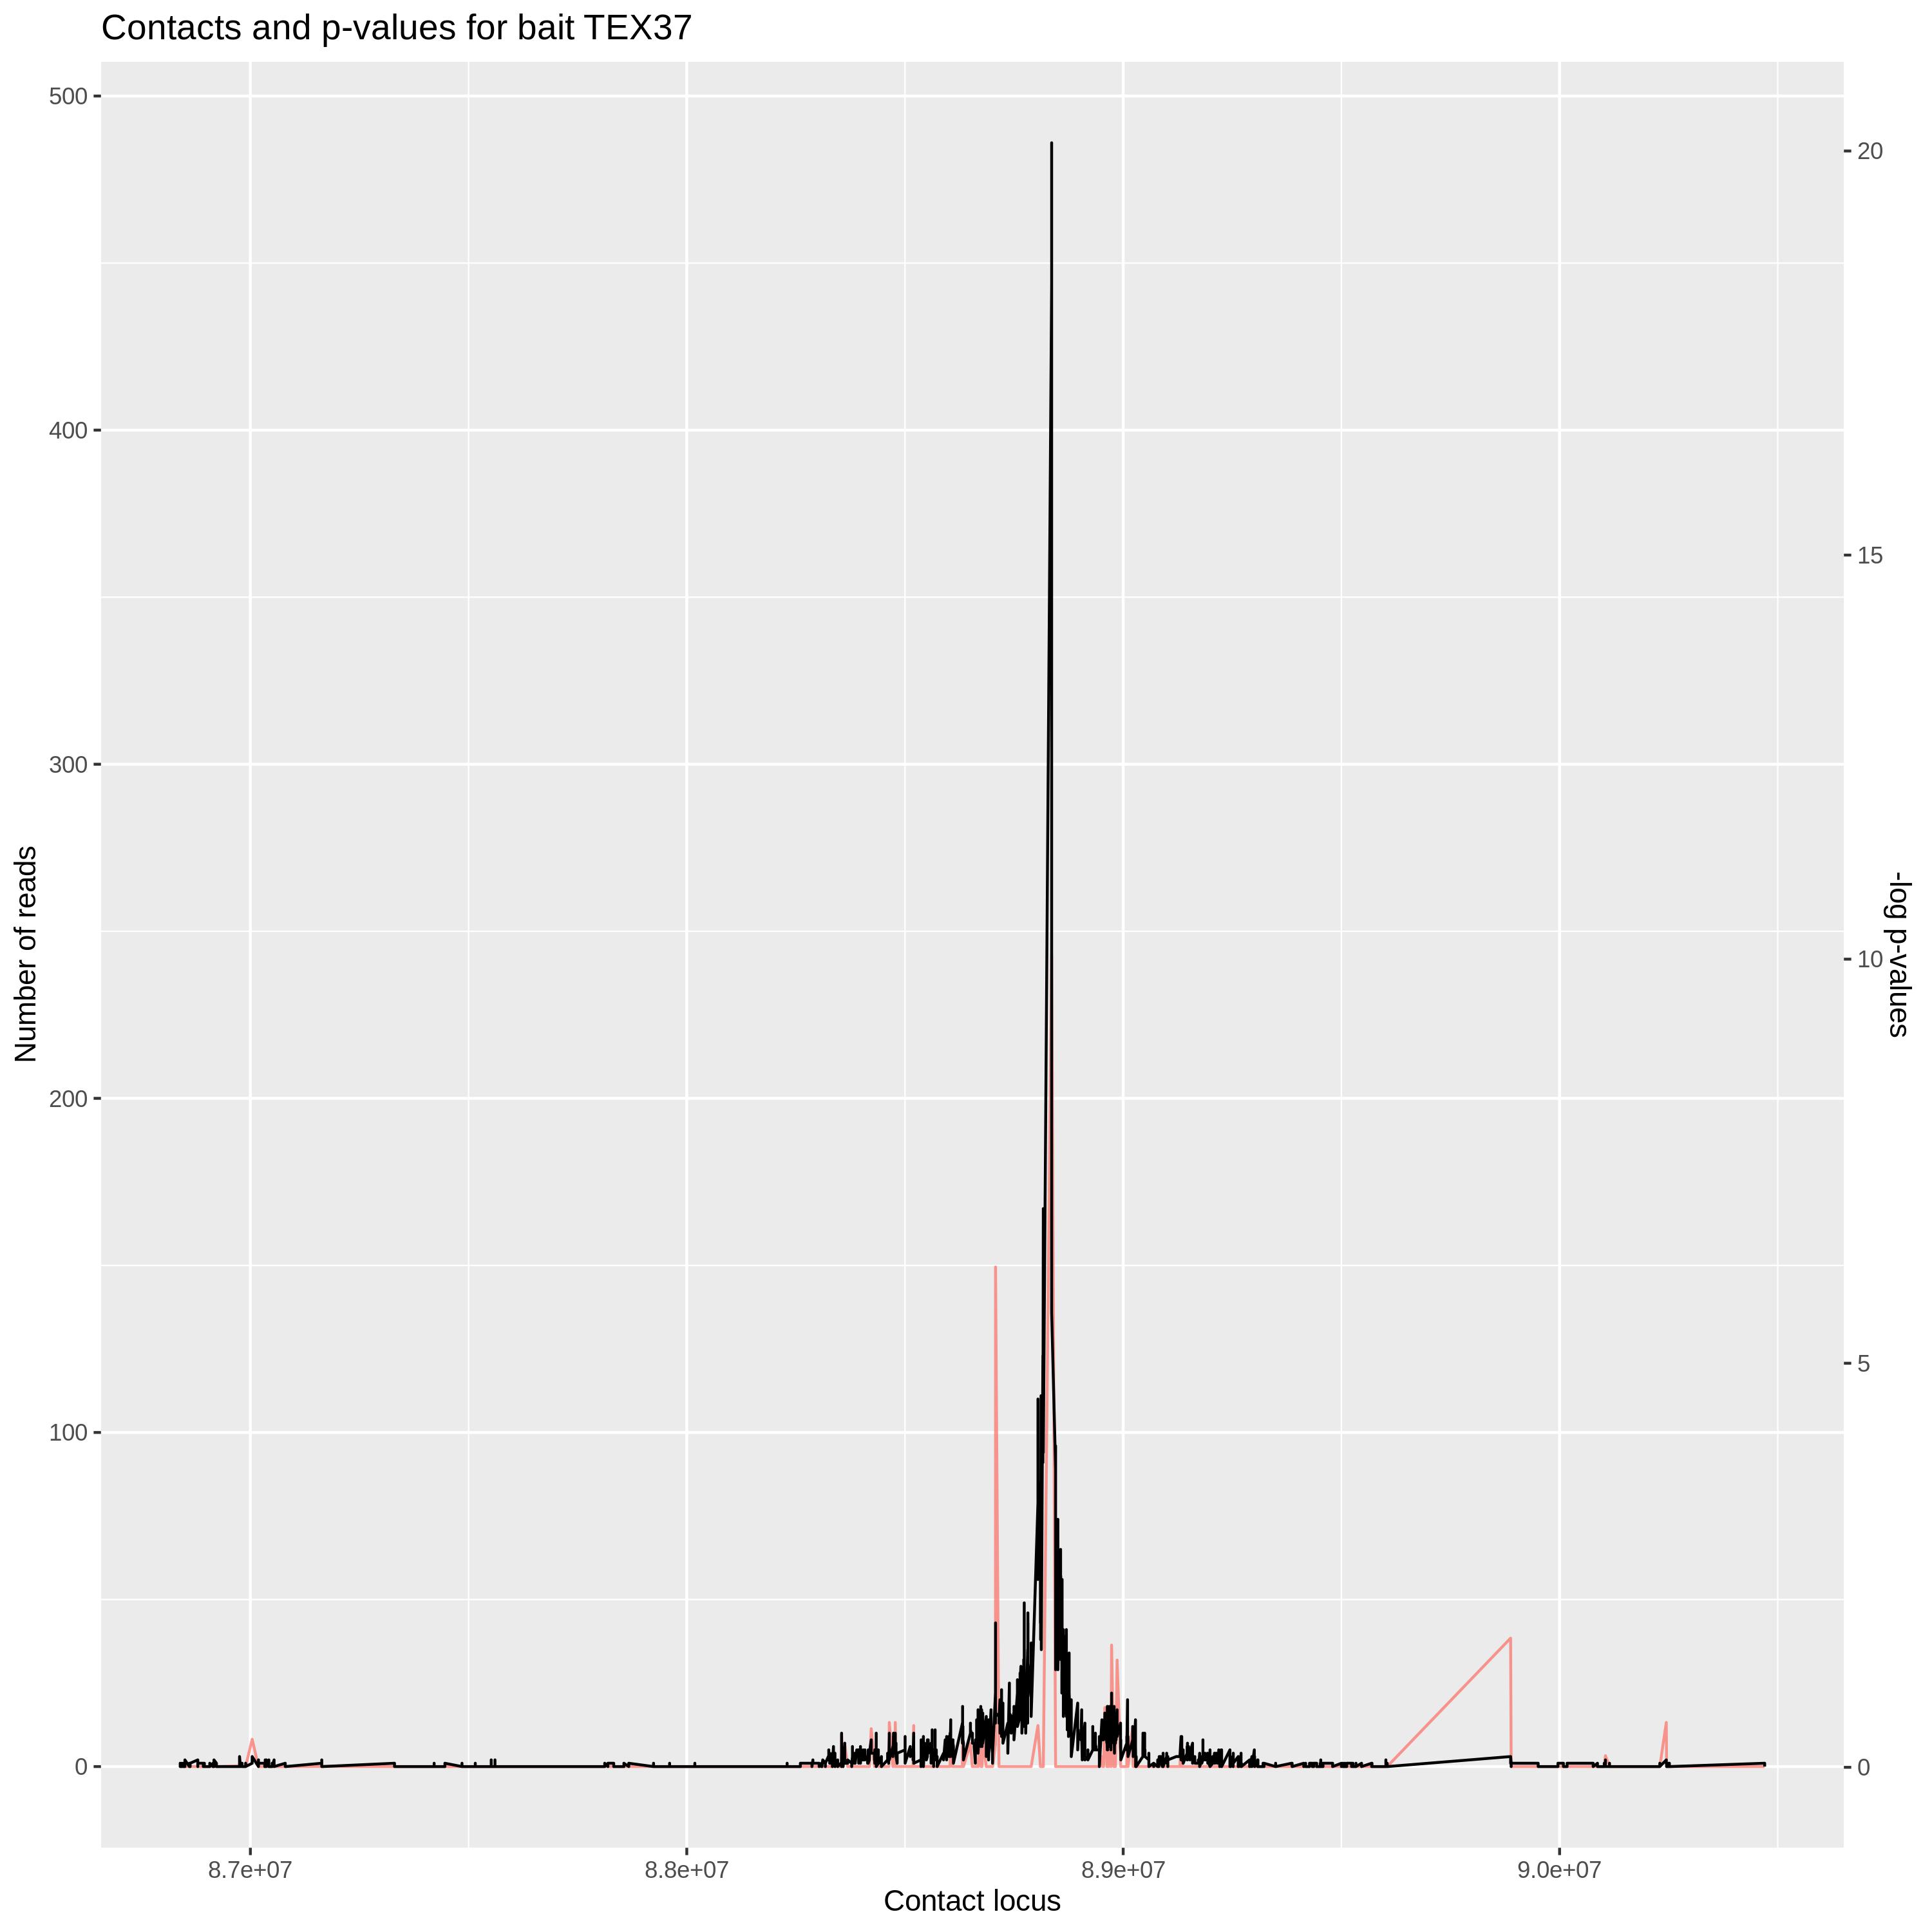 Contacts and p-values for bait TEX37
500
400
300
200
100
0
Number of reads
20
15
10
5
0
-log p-values
8.7e+07
8.8e+07
8.9e+07
9.0e+07
Contact locus